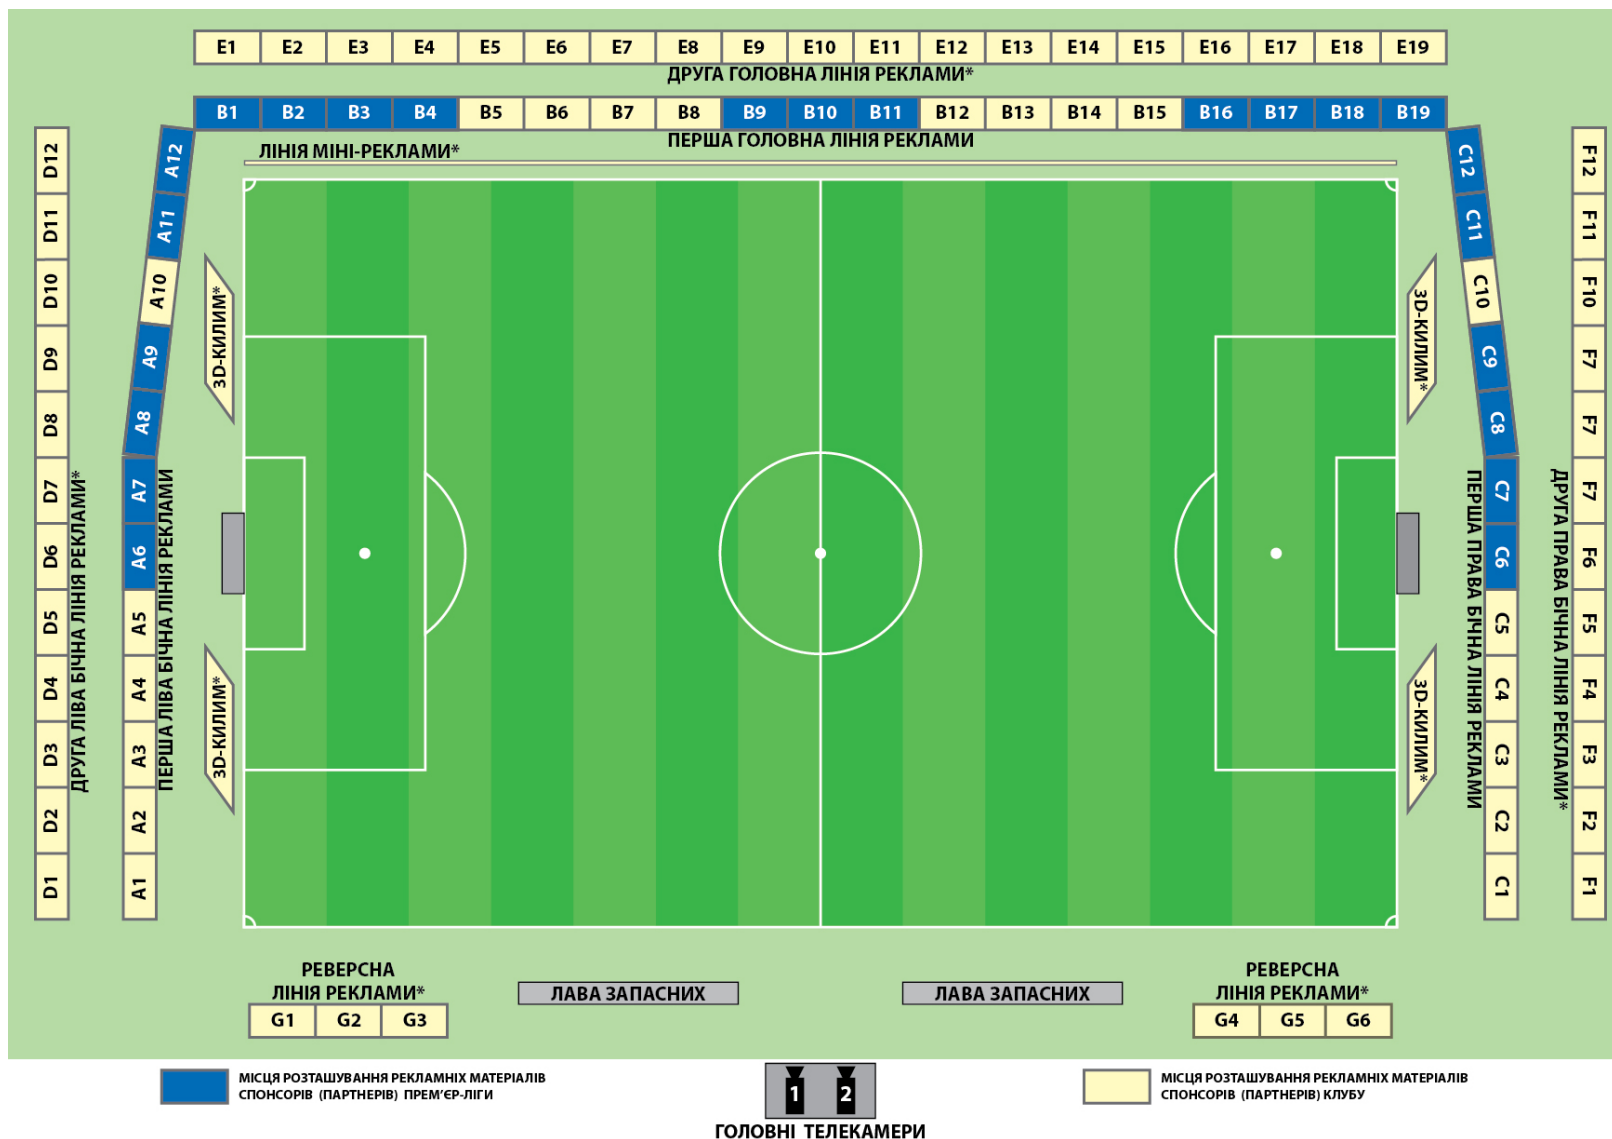 E1 E2 E3 E4 E5 E6 E7 E8 E9 E10 E11 E12 E13 E14 E15 E16 E17 E18 E19
ДРУГА ГОЛОВНА ЛІНІЯ РЕКЛАМИ*
B1 B2 B3 B4 B5 B6 B7 B8 B9 B10 B11 B12 B13 B14 B15 B16 B17 B18 B19
ПЕРША ГОЛОВНА ЛІНІЯ РЕКЛАМИ
ЛІНІЯ МІНІ-РЕКЛАМИ*
D12
D11
D10
D9
D8
D7
D6
D5
D4
D3
D2
D1
ДРУГА ЛІВА БІЧНА ЛІНІЯ РЕКЛАМИ*
A12
A11
A10
A9
A8
A7
A6
A5
A4
A3
A2
A1
ПЕРША ЛІВА БІЧНА ЛІНІЯ РЕКЛАМИ
3D-КИЛИМ*
3D-КИЛИМ*
3D-КИЛИМ*
3D-КИЛИМ*
ПЕРША ПРАВА БІЧНА ЛІНІЯ РЕКЛАМИ
C12
C11
C10
C9
C8
C7
C6
C5
C4
C3
C2
C1
ДРУГА ПРАВА БІЧНА ЛІНІЯ РЕКЛАМИ*
F12
F11
F10
F7
F7
F7
F6
F5
F4
F3
F2
F1
РЕВЕРСНА
ЛІНІЯ РЕКЛАМИ*
G1 G2 G3
ЛАВА ЗАПАСНИХ
ЛАВА ЗАПАСНИХ
РЕВЕРСНА
ЛІНІЯ РЕКЛАМИ*
G4 G5 G6
МІСЦЯ РОЗТАШУВАННЯ РЕКЛАМНІХ МАТЕРІАЛІВ
СПОНСОРІВ (ПАРТНЕРІВ) ПРЕМ'ЄР-ЛІГИ
1 2
ГОЛОВНІ ТЕЛЕКАМЕРИ
МІСЦЯ РОЗТАШУВАННЯ РЕКЛАМНІХ МАТЕРІАЛІВ
СПОНСОРІВ (ПАРТНЕРІВ) КЛУБУ